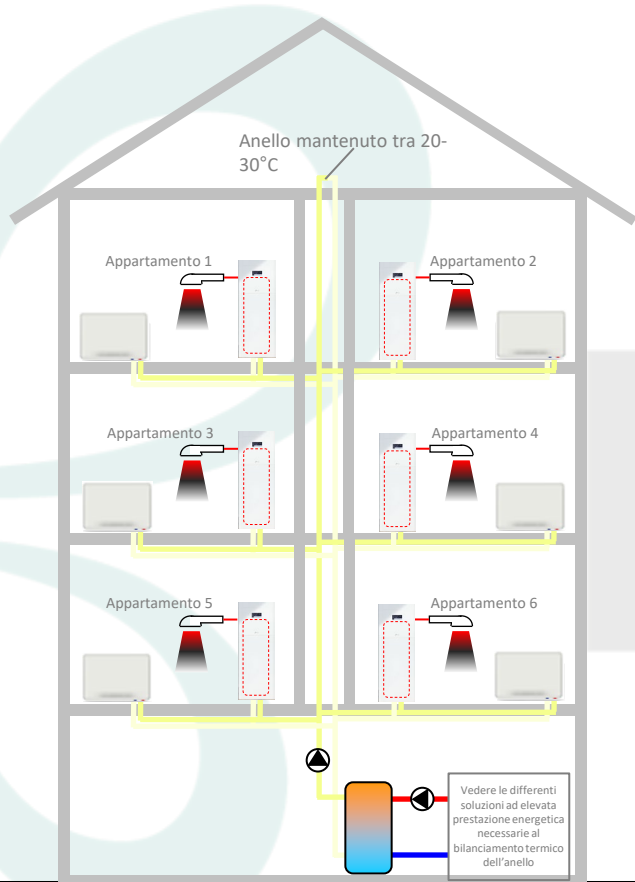 Anello mantenuto tra 20-
30°C
Appartamento 1
Appartamento 2
Appartamento 3
Appartamento 4
Appartamento 5
Appartamento 6
Vedere le differenti
soluzioni ad elevata
prestazione energetica
necessarie al
bilanciamento termico
dell'anello